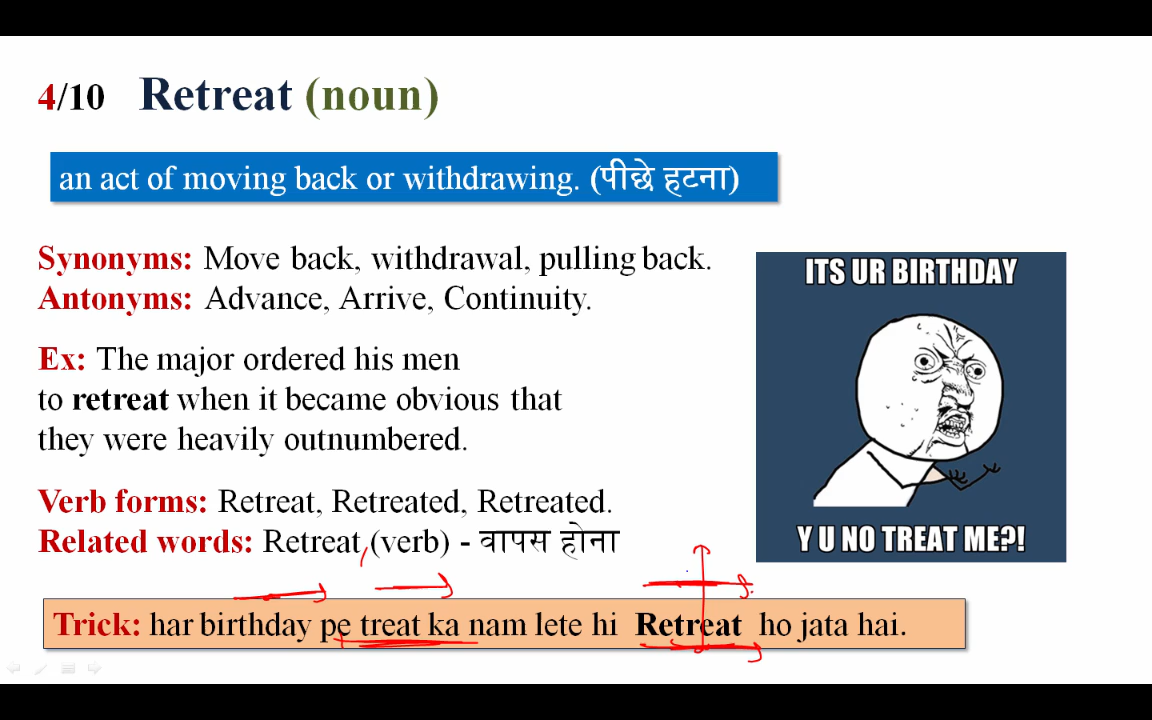 4/10 Retreat (noun)
an act of moving back or withdrawing. (पीछे हटना)
Synonyms: Move back, withdrawal, pulling back.
Antonyms: Advance, Arrive, Continuity.
ITS UR BIRTHDAY
Ex: The major ordered his men
to retreat when it became obvious that
they were heavily outnumbered.
Verb forms: Retreat, Retreated, Retreated.
Related words: Retreat (verb) - वापस होना
Y U NO TREAT ME?!
Trick: har birthday pe treat ka nam lete hi Retreat ho jata hai.